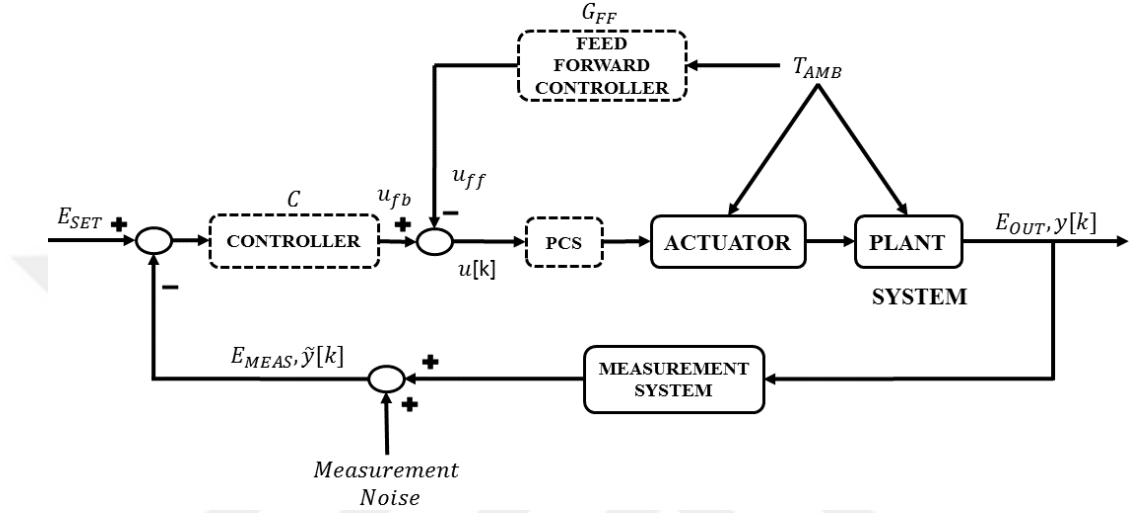 G_FF
FEED
FORWARD
CONTROLLER
T_AMB
u_ff
E_SET
+
C
u_fb
+
−
CONTROLLER
PCS
ACTUATOR
PLANT
E_OUT, y[k]
−
u[k]
SYSTEM
E_MEAS, ỹ[k]
+
MEASUREMENT
SYSTEM
+
Measurement
Noise